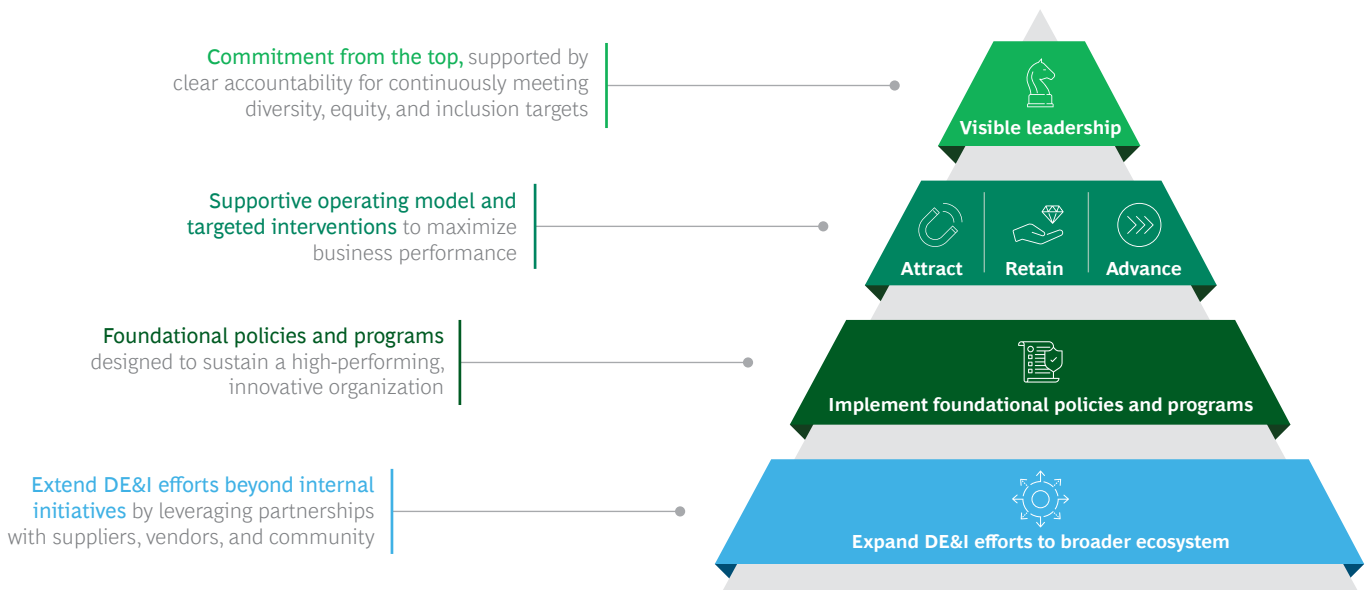 Commitment from the top, supported by
clear accountability for continuously meeting
diversity, equity, and inclusion targets
Visible leadership
Supportive operating model and
targeted interventions to maximize
business performance
Attract
Retain
Advance
Foundational policies and programs
designed to sustain a high-performing,
innovative organization
Implement foundational policies and programs
Extend DE&I efforts beyond internal
initiatives by leveraging partnerships
with suppliers, vendors, and community
Expand DE&I efforts to broader ecosystem